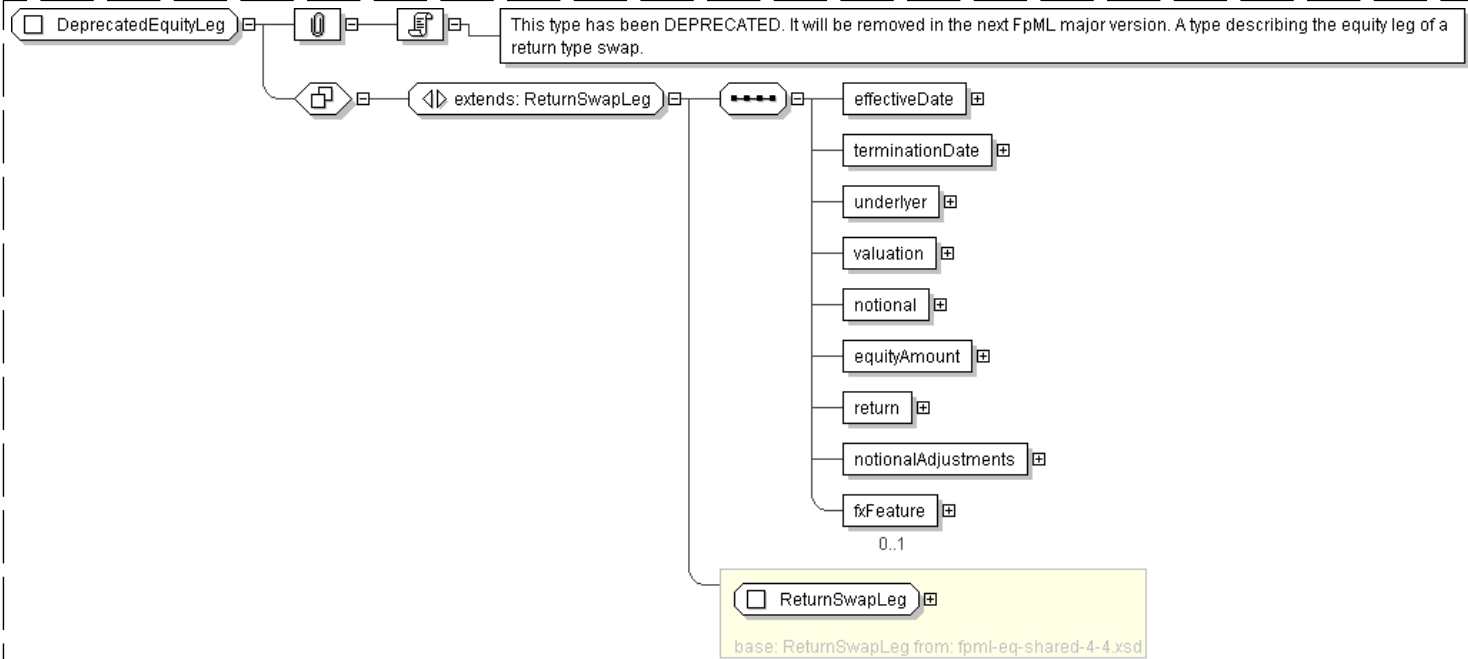 DeprecatedEquityLeg
This type has been DEPRECATED. It will be removed in the next FpML major version. A type describing the equity leg of a
return type swap.
extends: ReturnSwapLeg
effectiveDate
terminationDate
underlyer
valuation
notional
equityAmount
return
notionalAdjustments
fxFeature
0..1
ReturnSwapLeg
base: ReturnSwapLeg from: fpml-eq-shared-4-4.xsd